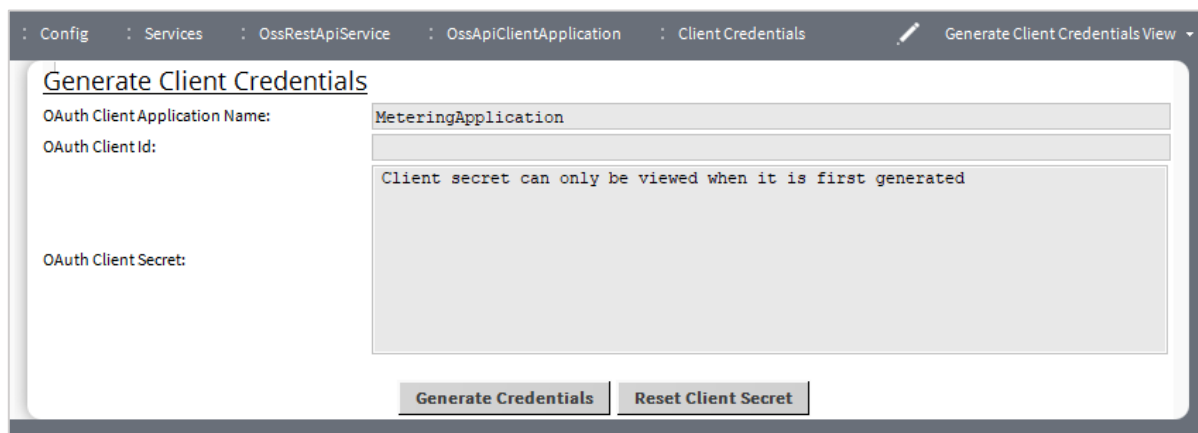 : Config : Services : OssRestApiService : OssApiClientApplication : Client Credentials Generate Client Credentials View
Generate Client Credentials
OAuth Client Application Name: MeteringApplication
OAuth Client Id:
Client secret can only be viewed when it is first generated
OAuth Client Secret:
Generate Credentials Reset Client Secret